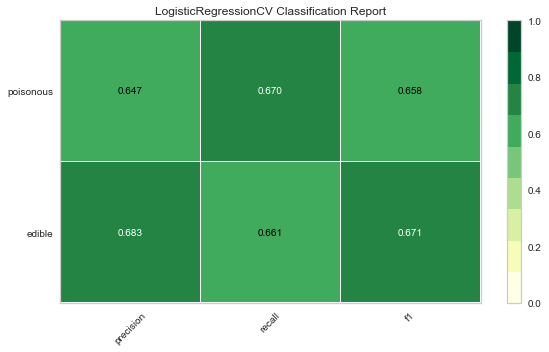 LogisticRegressionCV Classification Report
poisonous 0.647 0.670 0.658
edible 0.683 0.661 0.671
precision recall f1
1.0
0.8
0.6
0.4
0.2
0.0